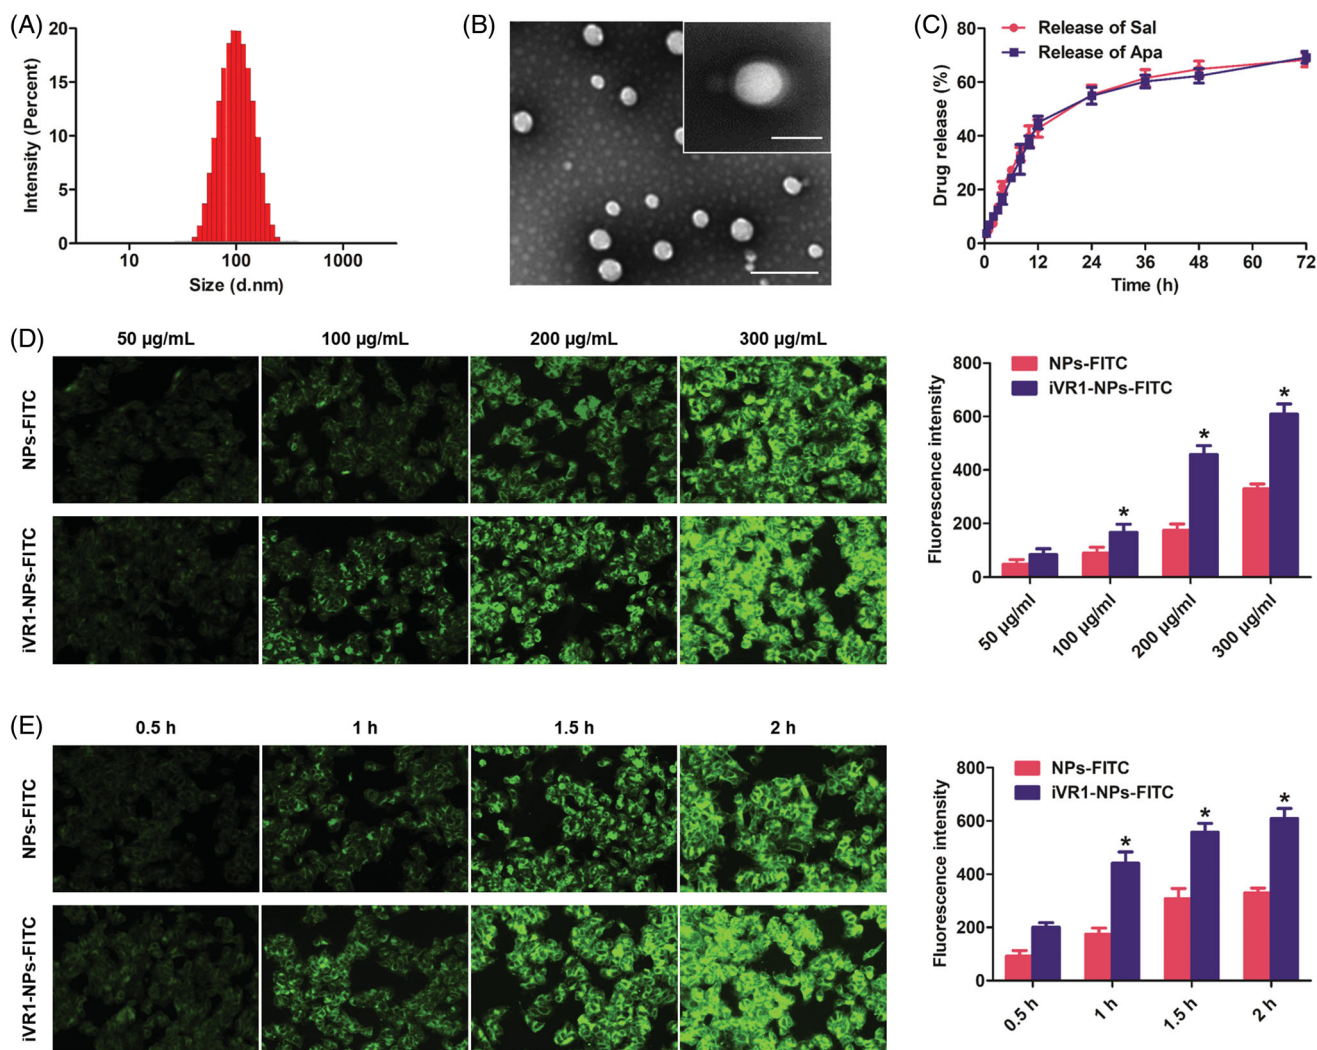 (A)
20
15
10
5
0
Intensity (Percent)
10
100
1000
Size (d.nm)
(B)
(C)
Release of Sal
Release of Apa
80
60
40
20
0
Drug release (%)
0
12
24
36
48
60
72
Time (h)
(D)
50 µg/mL
100 µg/mL
200 µg/mL
300 µg/mL
NPs-FITC
iVR1-NPs-FITC
NPs-FITC
iVR1-NPs-FITC
800
600
400
200
0
Fluorescence intensity
*
*
*
50 µg/ml
100 µg/ml
200 µg/ml
300 µg/ml
(E)
0.5 h
1 h
1.5 h
2 h
NPs-FITC
iVR1-NPs-FITC
NPs-FITC
iVR1-NPs-FITC
800
600
400
200
0
Fluorescence intensity
*
*
*
0.5 h
1 h
1.5 h
2 h